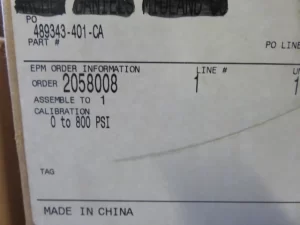 PO
489343-401-CA
PART # PO LINE
EPM ORDER INFORMATION LINE #
ORDER 2058008 1 1
ASSEMBLE TO 1
CALIBRATION
0 to 800 PSI
TAG
MADE IN CHINA